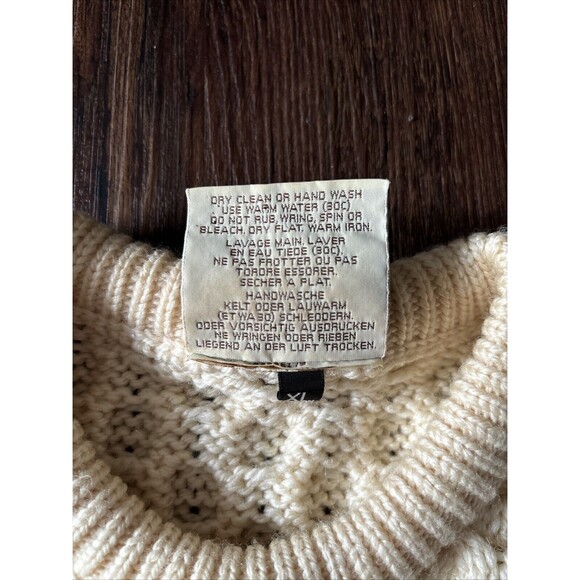 DRY CLEAN OR HAND WASH
USE WARM WATER (30C)
DO NOT RUB, WRING, SPIN OR
BLEACH, DRY FLAT, WARM IRON.
LAVAGE MAIN, LAVER
EN EAU TIEDE (30C),
NE PAS FROTTER OU PAS
TORDRE ESSORER,
SECHER A PLAT,
HANDWASCHE
KELT ODER LAUWARM
(ETWA30) SCHLEDDERN,
ODER VORSICHTIG AUSDRUCKEN
NE WRINGEN ODER RIEBEN
LIEGEND AN DER LUFT TROCKEN.
XL